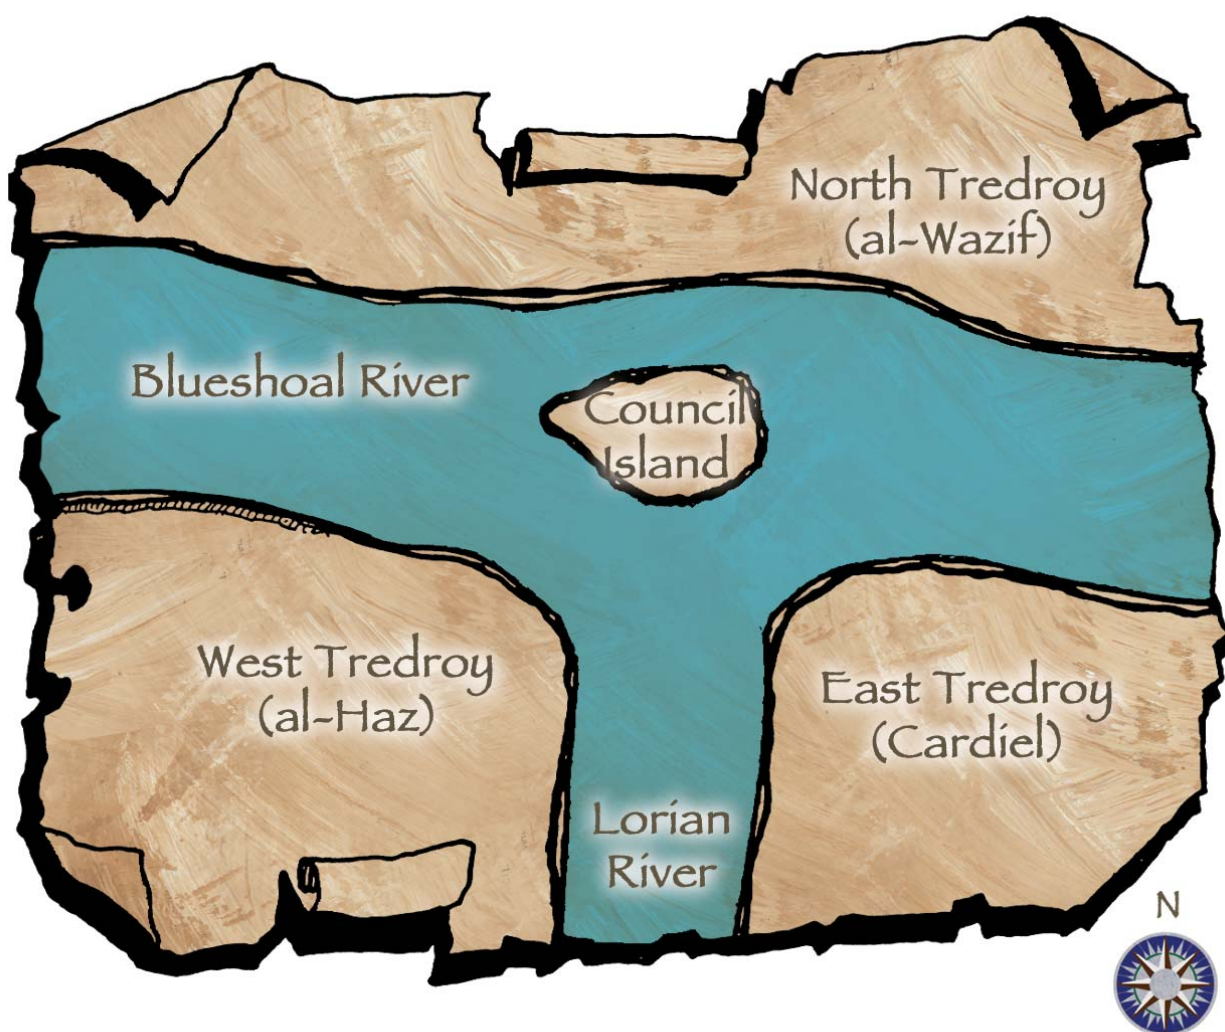 North Tredroy
(al-Wazif)
Blueshoal River
Council
Island
West Tredroy
(al-Haz)
East Tredroy
(Cardiel)
Lorian
River
N